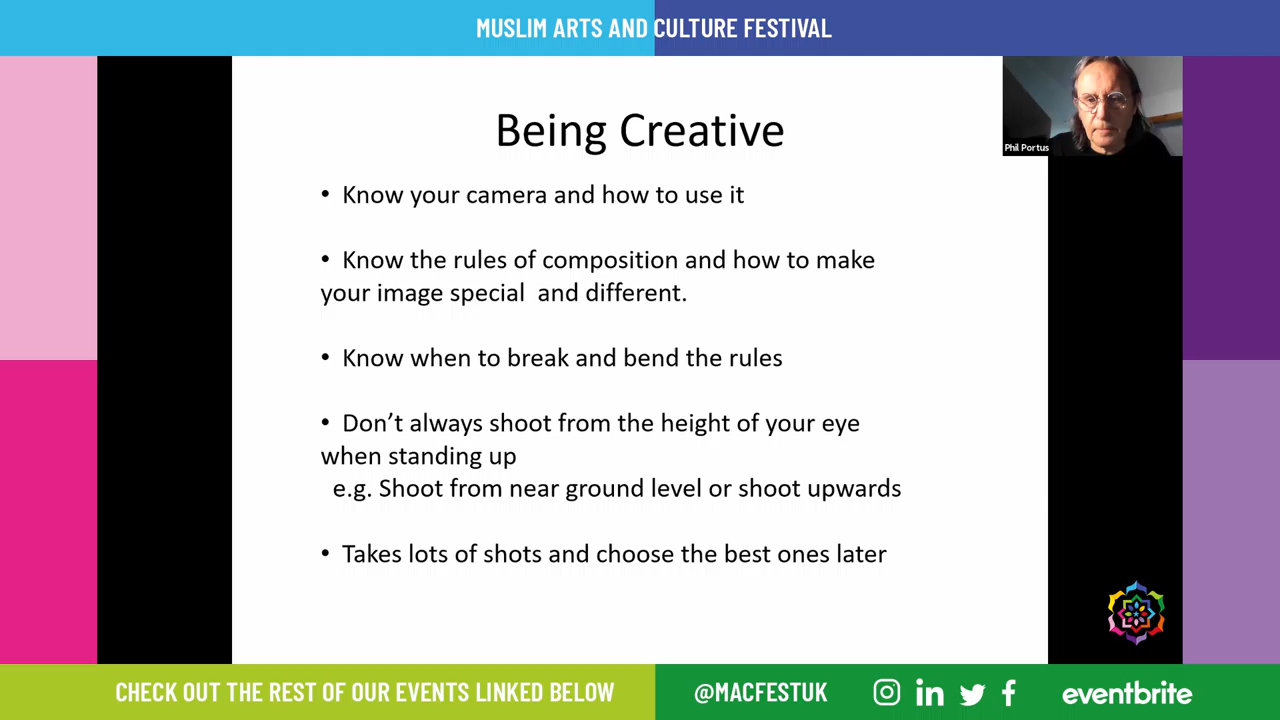 MUSLIM ARTS AND CULTURE FESTIVAL
Phil Portus
Being Creative
• Know your camera and how to use it
• Know the rules of composition and how to make
your image special  and different.
• Know when to break and bend the rules
• Don’t always shoot from the height of your eye
when standing up
e.g. Shoot from near ground level or shoot upwards
• Takes lots of shots and choose the best ones later
CHECK OUT THE REST OF OUR EVENTS LINKED BELOW
@MACFESTUK
eventbrite